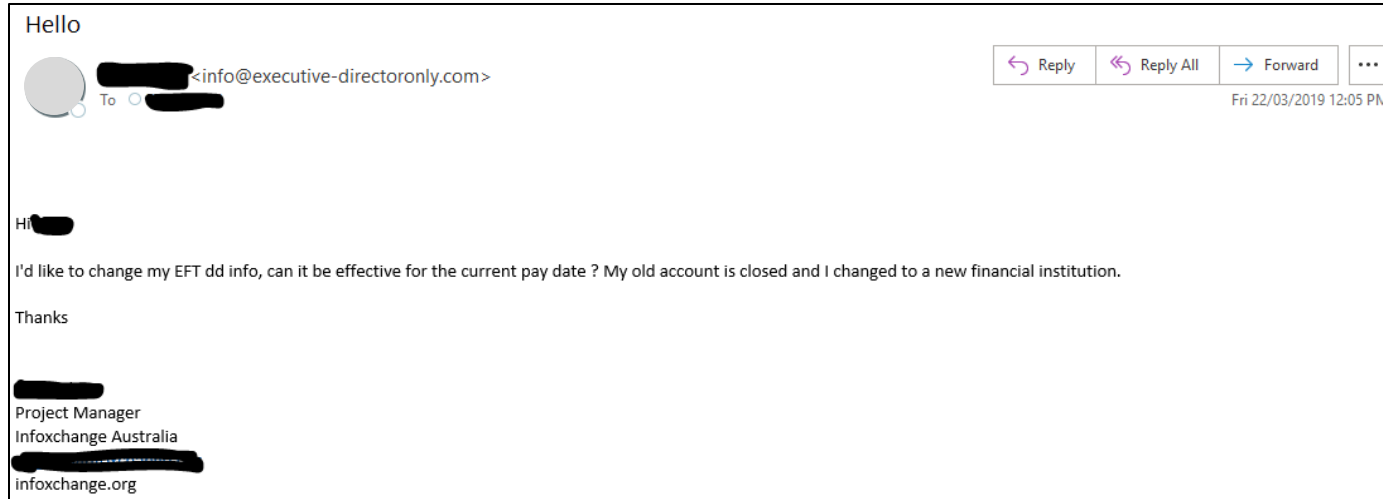 Hello
<info@executive-directoronly.com>
Reply
Reply All
Forward
To
Fri 22/03/2019 12:05 PM
Hi
I'd like to change my EFT dd info, can it be effective for the current pay date ? My old account is closed and I changed to a new financial institution.
Thanks
Project Manager
Infoxchange Australia
infoxchange.org